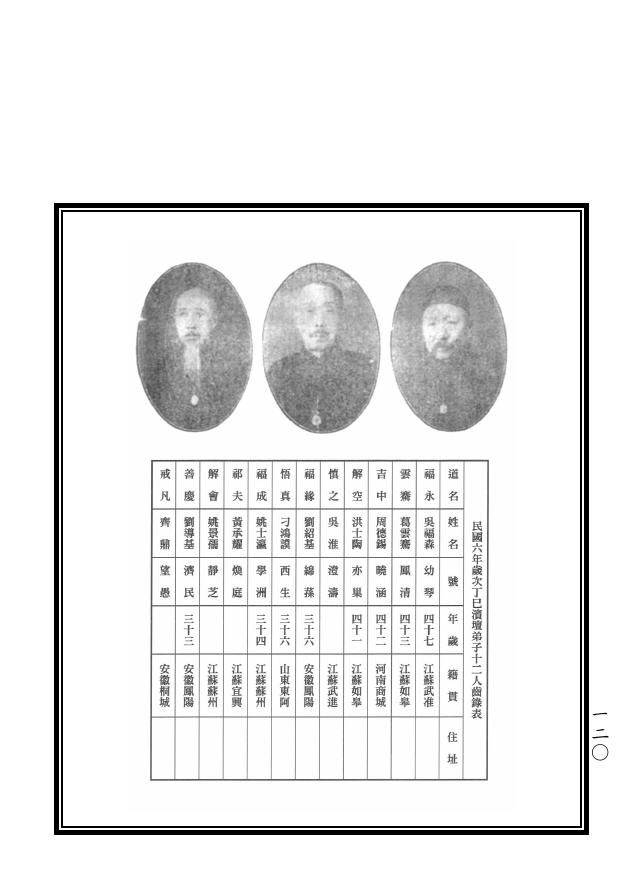 民國六年歲次丁巳濱壇弟子十二人齒錄表
道名 姓名 號 年歲 籍貫 住址
福永 吳福森 幼琴 四十七 江蘇武准
雲騫 葛雲騫 鳳清 四十三 江蘇如皋
吉中 周德錫 曉涵 四十二 河南商城
解空 洪士陶 亦巢 四十一 江蘇如皋
慎之 吳淮 澄濤 江蘇武進
福緣 劉紹基 綿蓀 三十六 安徽鳳陽
悟真 刁鴻謨 西生 三十六 山東東阿
福成 姚士瀛 學洲 三十四 江蘇蘇州
祁夫 黃承耀 煥庭 江蘇宜興
解會 姚景儒 靜芝 江蘇蘇州
善慶 劉導基 濟民 三十三 安徽鳳陽
戒凡 齊鼐 望愚 安徽桐城
一二〇